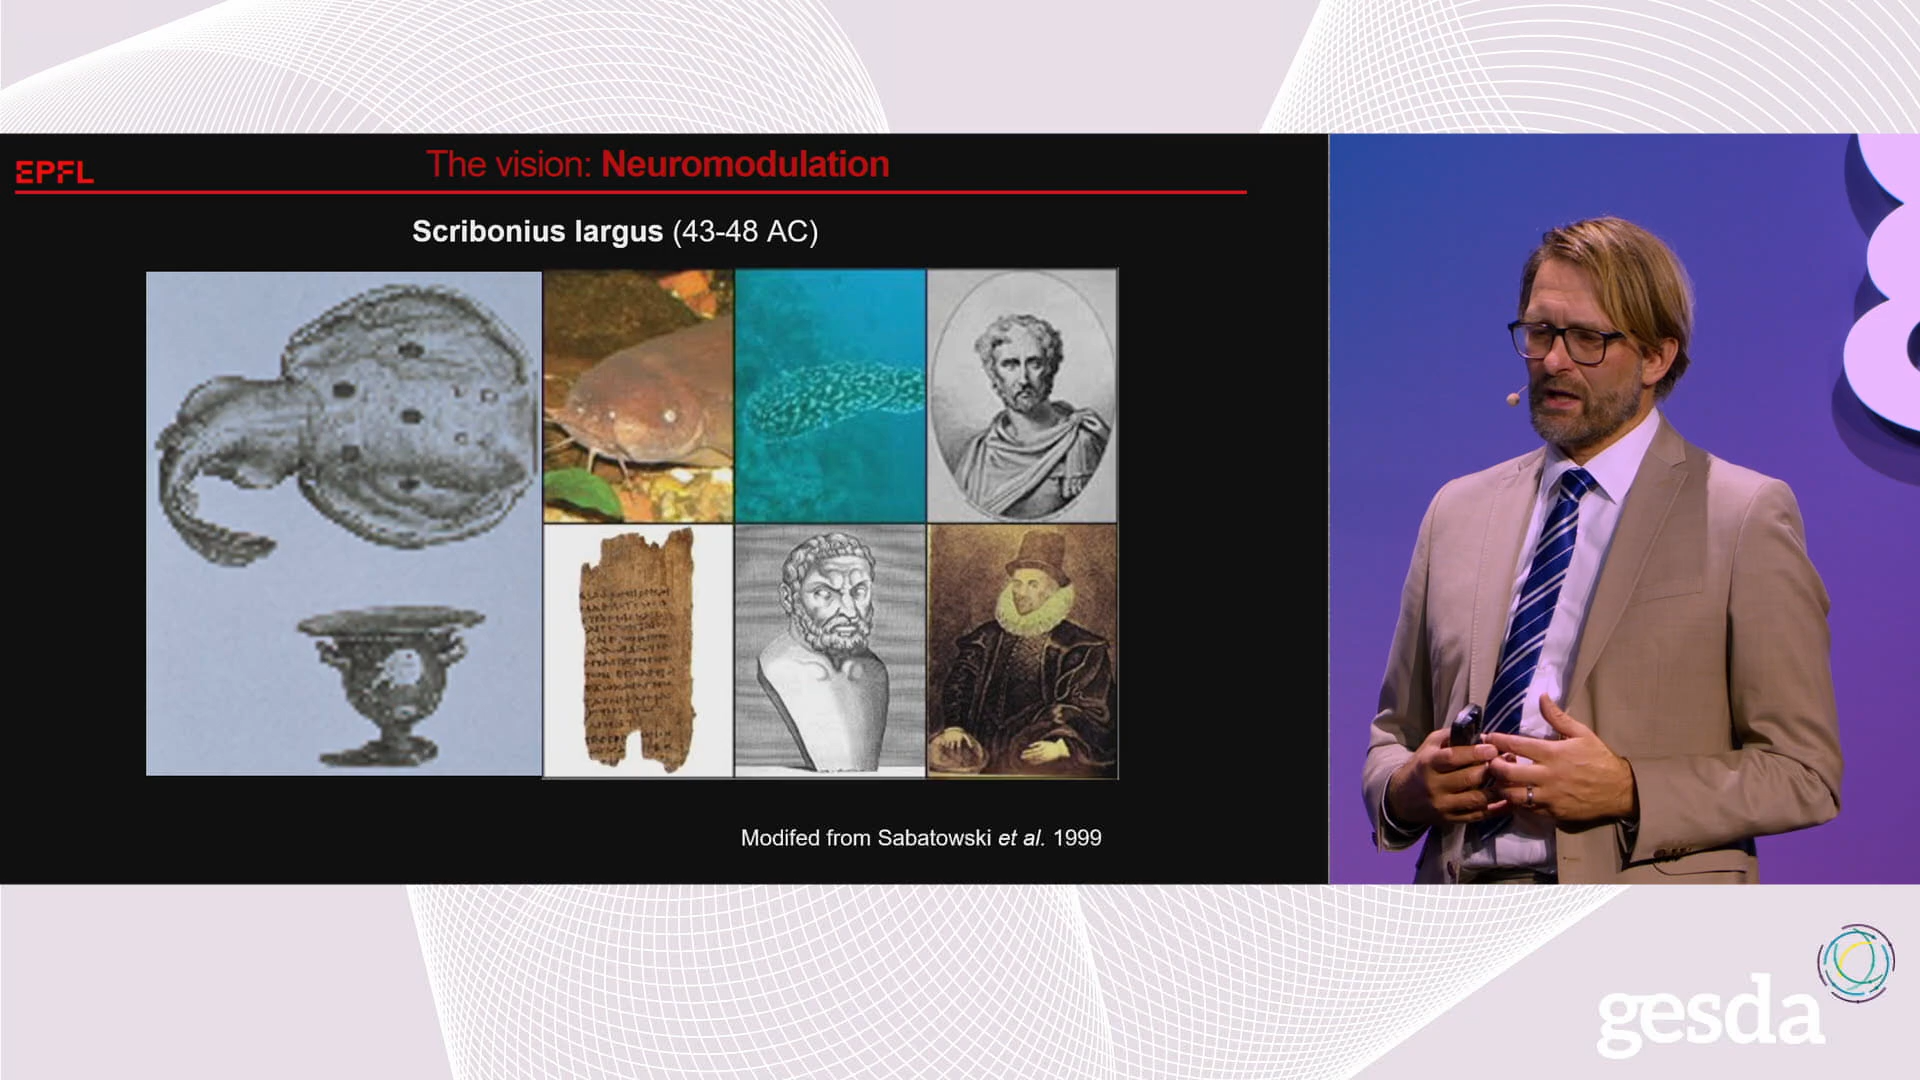 EPFL
The vision: Neuromodulation
Scribonius largus (43-48 AC)
Modifed from Sabatowski et al. 1999
gesda